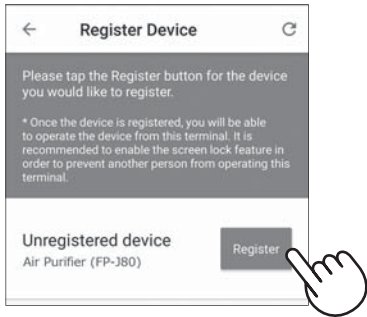 Register Device
Please tap the Register button for the device
you would like to register.
* Once the device is registered, you will be able
to operate the device from this terminal. It is
recommended to enable the screen lock feature in
order to prevent another person from operating this
terminal.
Unregistered device
Register
Air Purifier (FP-J80)